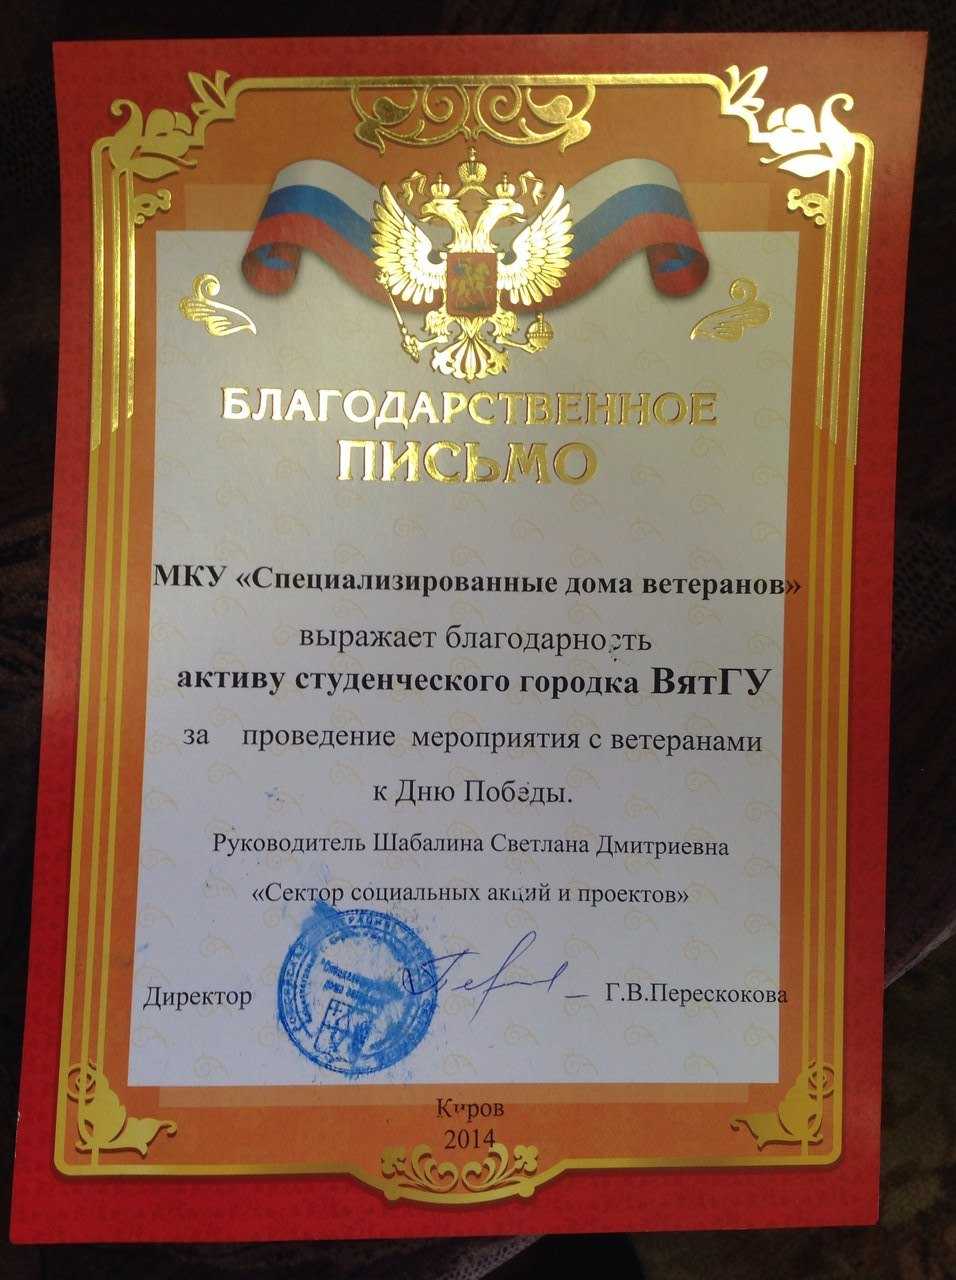 БЛАГОДАРСТВЕННОЕ
ПИСЬМО
МКУ «Специализированные дома ветеранов»
выражает благодарность
активу студенческого городка ВятГУ
за проведение мероприятия с ветеранами
к Дню Победы.
Руководитель Шабалина Светлана Дмитриевна
«Сектор социальных акций и проектов»
Директор Г.В.Перескокова
Киров
2014